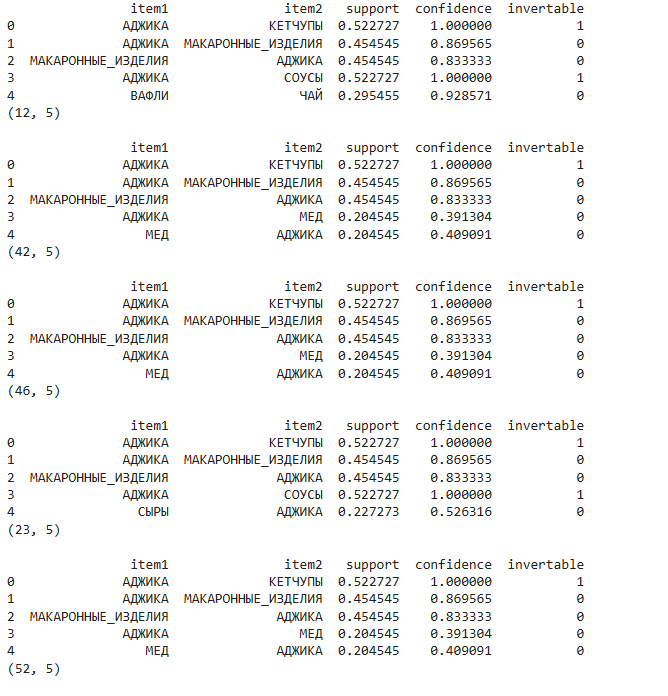 item1 item2 support confidence invertable
0 АДЖИКА КЕТЧУПЫ 0.522727 1.000000 1
1 АДЖИКА МАКАРОННЫЕ_ИЗДЕЛИЯ 0.454545 0.869565 0
2 МАКАРОННЫЕ_ИЗДЕЛИЯ АДЖИКА 0.454545 0.833333 0
3 АДЖИКА СОУСЫ 0.522727 1.000000 1
4 ВАФЛИ ЧАЙ 0.295455 0.928571 0
(12, 5)
item1 item2 support confidence invertable
0 АДЖИКА КЕТЧУПЫ 0.522727 1.000000 1
1 АДЖИКА МАКАРОННЫЕ_ИЗДЕЛИЯ 0.454545 0.869565 0
2 МАКАРОННЫЕ_ИЗДЕЛИЯ АДЖИКА 0.454545 0.833333 0
3 АДЖИКА МЕД 0.204545 0.391304 0
4 МЕД АДЖИКА 0.204545 0.409091 0
(42, 5)
item1 item2 support confidence invertable
0 АДЖИКА КЕТЧУПЫ 0.522727 1.000000 1
1 АДЖИКА МАКАРОННЫЕ_ИЗДЕЛИЯ 0.454545 0.869565 0
2 МАКАРОННЫЕ_ИЗДЕЛИЯ АДЖИКА 0.454545 0.833333 0
3 АДЖИКА МЕД 0.204545 0.391304 0
4 МЕД АДЖИКА 0.204545 0.409091 0
(46, 5)
item1 item2 support confidence invertable
0 АДЖИКА КЕТЧУПЫ 0.522727 1.000000 1
1 АДЖИКА МАКАРОННЫЕ_ИЗДЕЛИЯ 0.454545 0.869565 0
2 МАКАРОННЫЕ_ИЗДЕЛИЯ АДЖИКА 0.454545 0.833333 0
3 АДЖИКА СОУСЫ 0.522727 1.000000 1
4 СЫРЫ АДЖИКА 0.227273 0.526316 0
(23, 5)
item1 item2 support confidence invertable
0 АДЖИКА КЕТЧУПЫ 0.522727 1.000000 1
1 АДЖИКА МАКАРОННЫЕ_ИЗДЕЛИЯ 0.454545 0.869565 0
2 МАКАРОННЫЕ_ИЗДЕЛИЯ АДЖИКА 0.454545 0.833333 0
3 АДЖИКА МЕД 0.204545 0.391304 0
4 МЕД АДЖИКА 0.204545 0.409091 0
(52, 5)